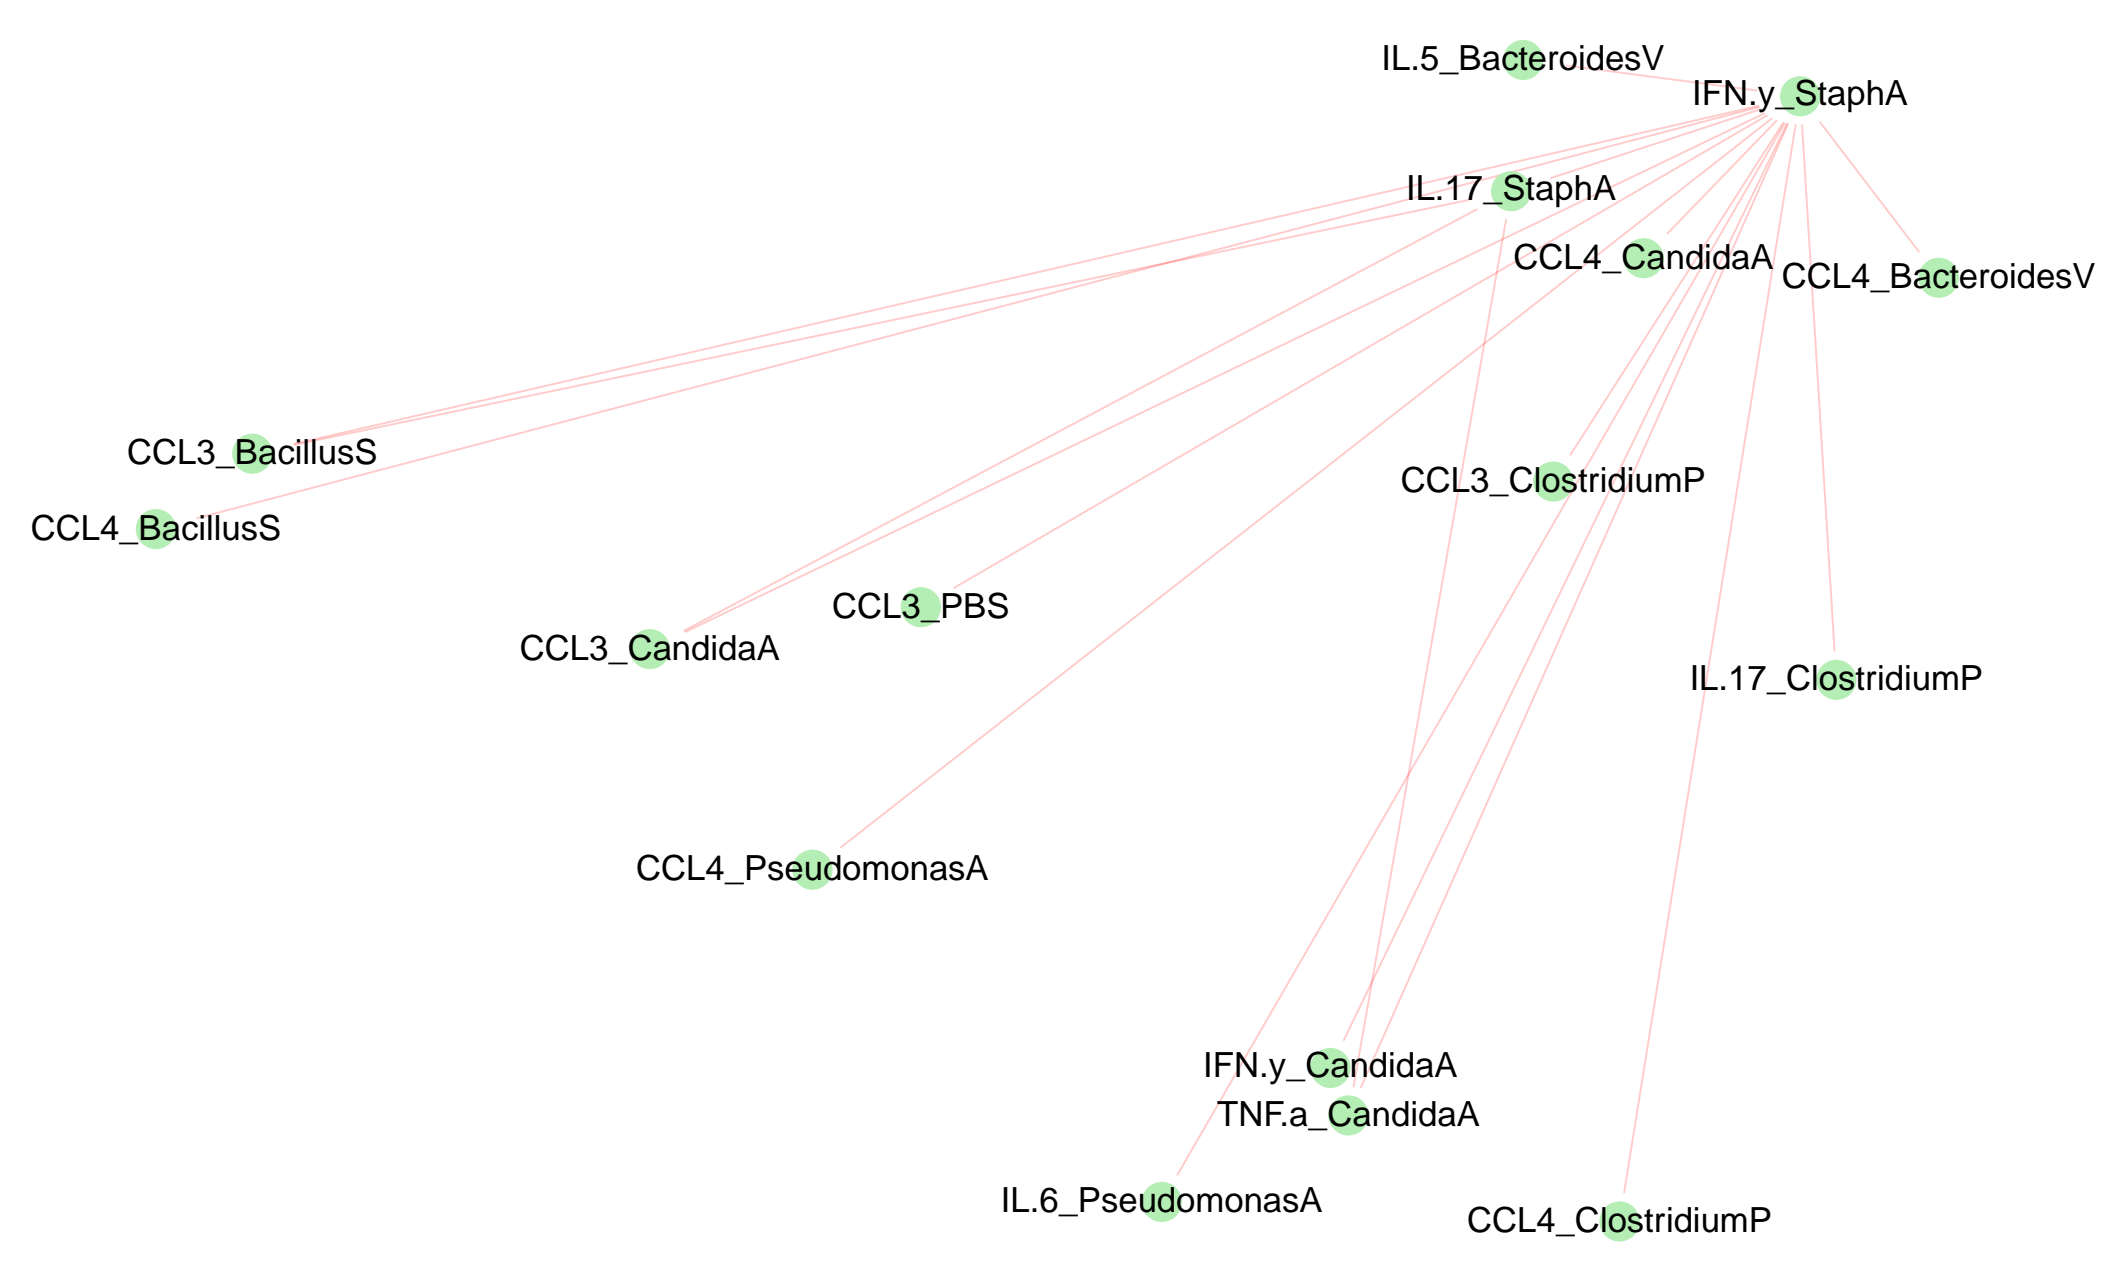 IL.5_BacteroidesV
IFN.y_StaphA
IL.17_StaphA
CCL4_CandidaA
CCL4_BacteroidesV
CCL3_BacillusS
CCL3_ClostridiumP
CCL4_BacillusS
CCL3_PBS
CCL3_CandidaA
IL.17_ClostridiumP
CCL4_PseudomonasA
IFN.y_CandidaA
TNF.a_CandidaA
IL.6_PseudomonasA
CCL4_ClostridiumP